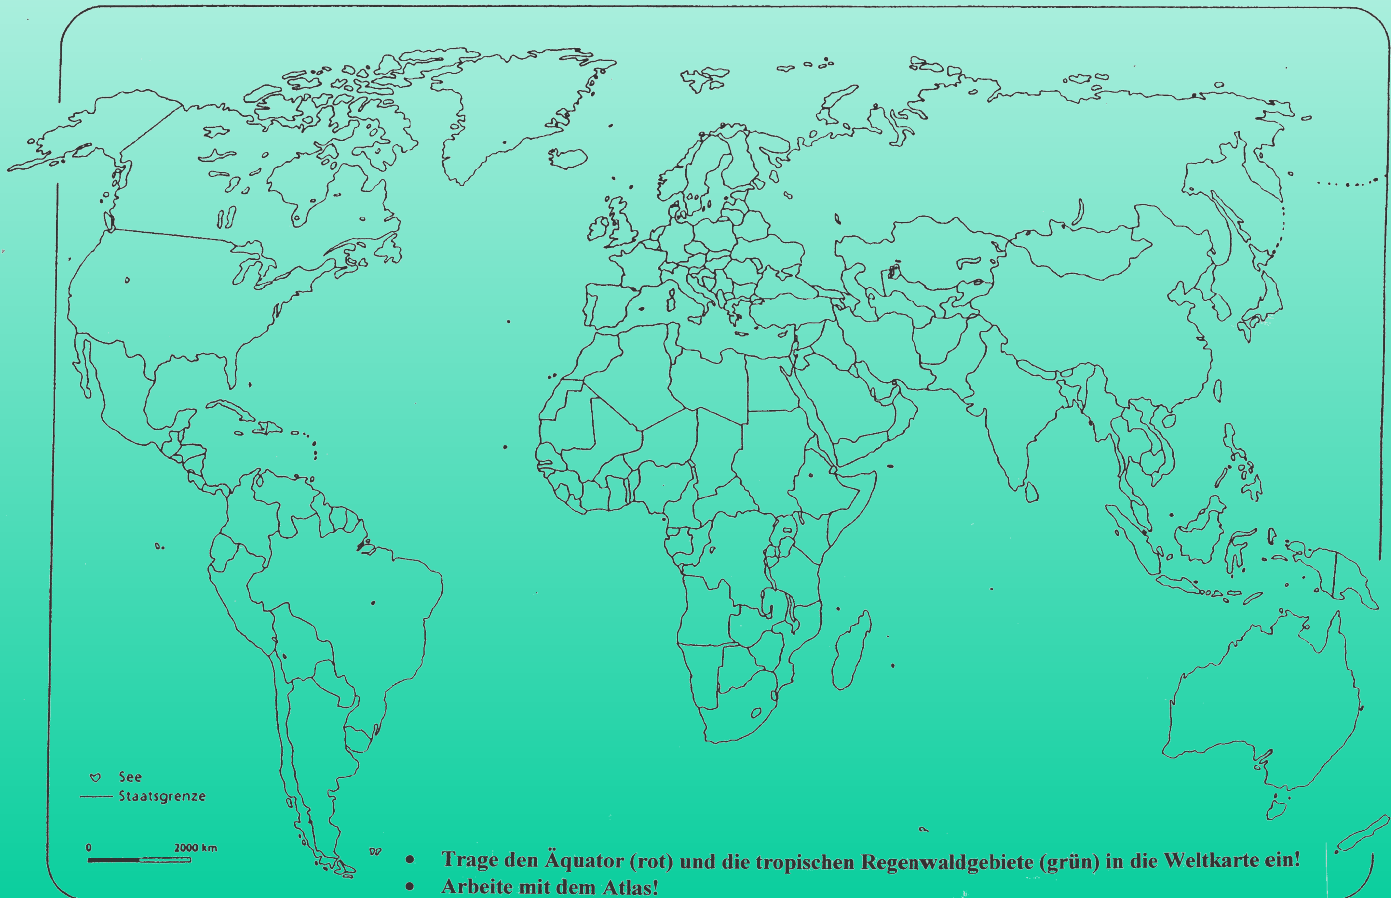 See
Staatsgrenze
0 2000 km
• Trage den Äquator (rot) und die tropischen Regenwaldgebiete (grün) in die Weltkarte ein!
• Arbeite mit dem Atlas!